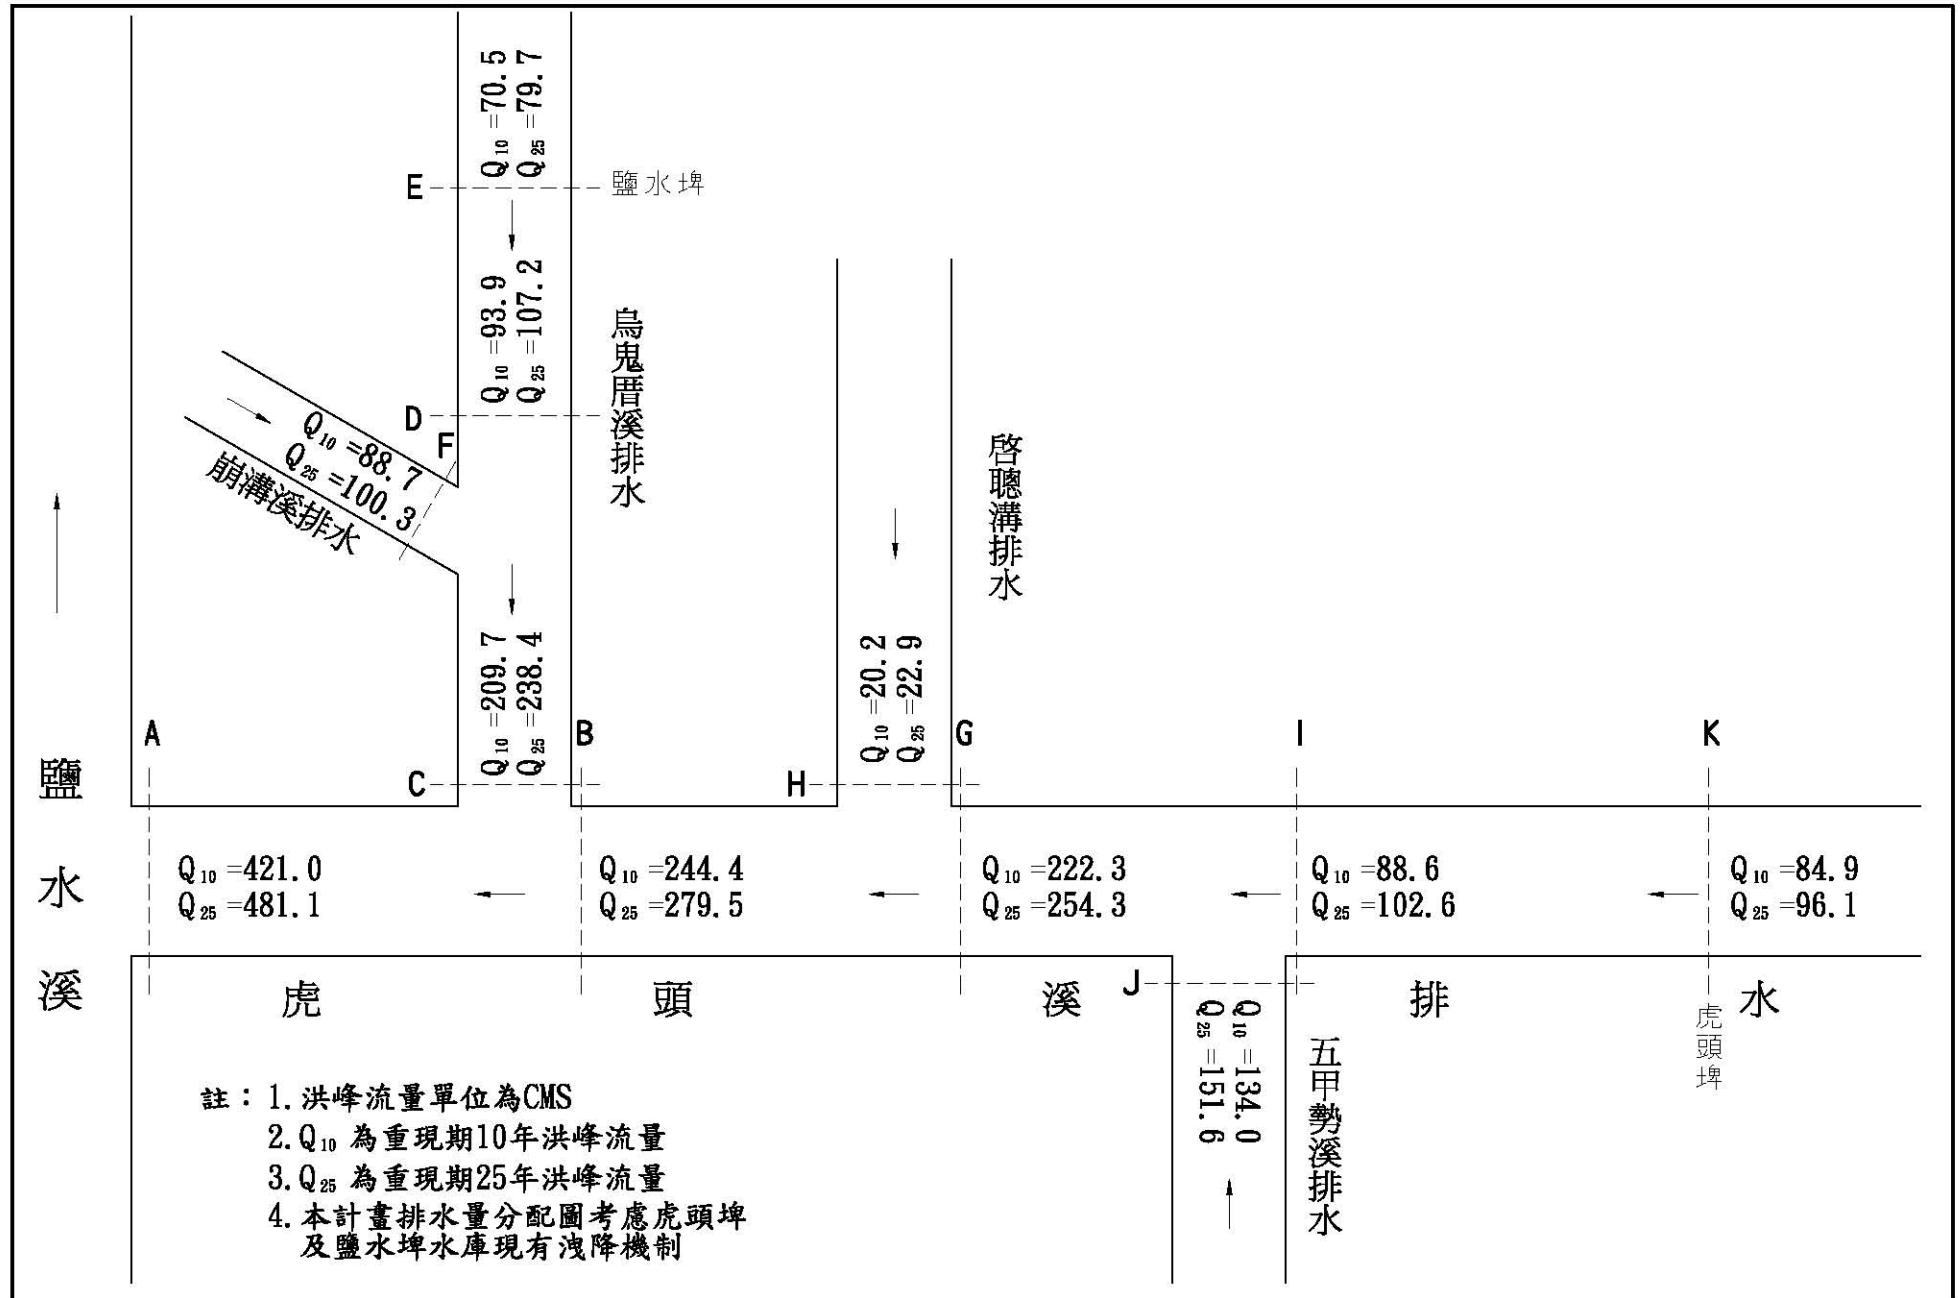 Q10 =70.5
Q25 =79.7
E
鹽水埤
Q10 =93.9
Q25 =107.2
烏鬼厝溪排水
D
F
Q10 =88.7
Q25 =100.3
崩溝溪排水
啓聰溝排水
Q10 =209.7
Q25 =238.4
Q10 =20.2
Q25 =22.9
A
B
G
I
K
C
H
鹽水溪
Q10 =421.0
Q25 =481.1
Q10 =244.4
Q25 =279.5
Q10 =222.3
Q25 =254.3
Q10 =88.6
Q25 =102.6
Q10 =84.9
Q25 =96.1
虎頭溪排水
J
虎頭埤
Q10 =134.0
Q25 =151.6
五甲勢溪排水
註：1.洪峰流量單位為CMS
2.Q10 為重現期10年洪峰流量
3.Q25 為重現期25年洪峰流量
4.本計畫排水量分配圖考慮虎頭埤
及鹽水埤水庫現有洩降機制